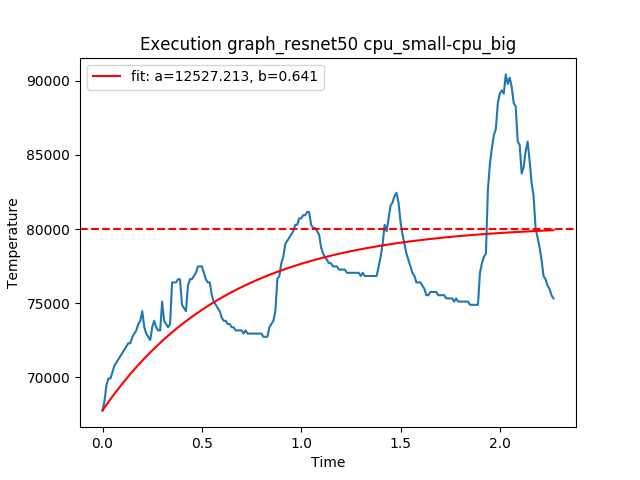 Execution graph_resnet50 cpu_small-cpu_big
fit: a=12527.213, b=0.641
90000
85000
80000
75000
70000
Temperature
0.0 0.5 1.0 1.5 2.0
Time